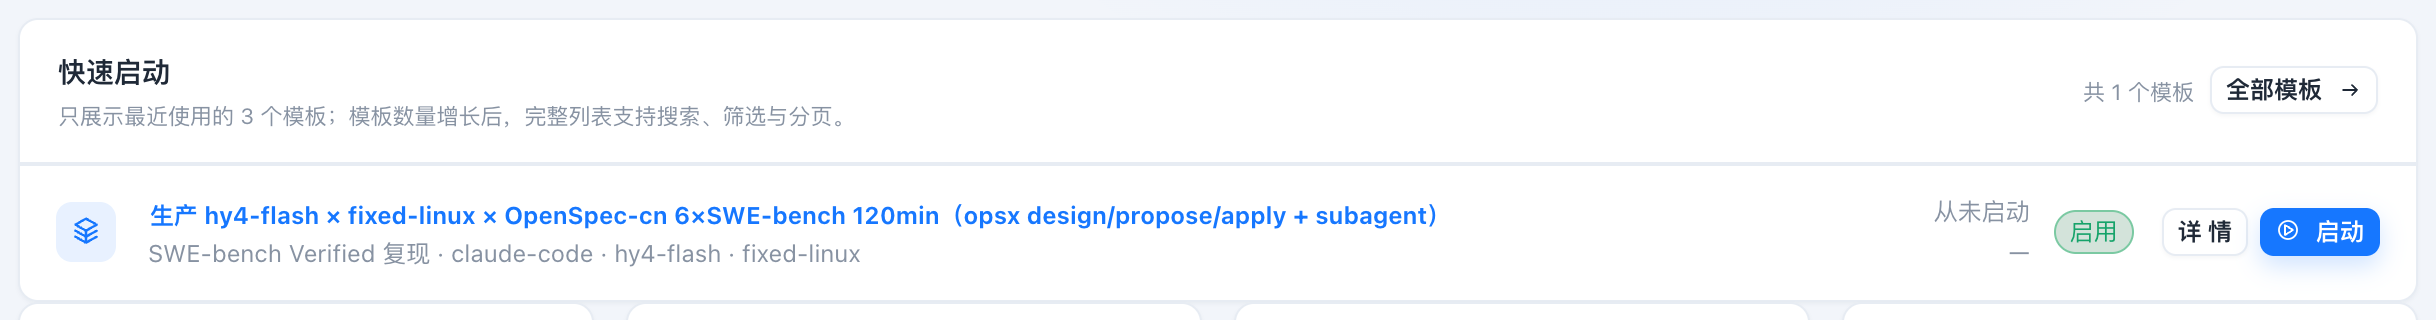 快速启动
只展示最近使用的 3 个模板；模板数量增长后，完整列表支持搜索、筛选与分页。
共 1 个模板
全部模板 →
生产 hy4-flash × fixed-linux × OpenSpec-cn 6×SWE-bench 120min（opsx design/propose/apply + subagent）
SWE-bench Verified 复现 · claude-code · hy4-flash · fixed-linux
从未启动
—
启用
详 情
启动